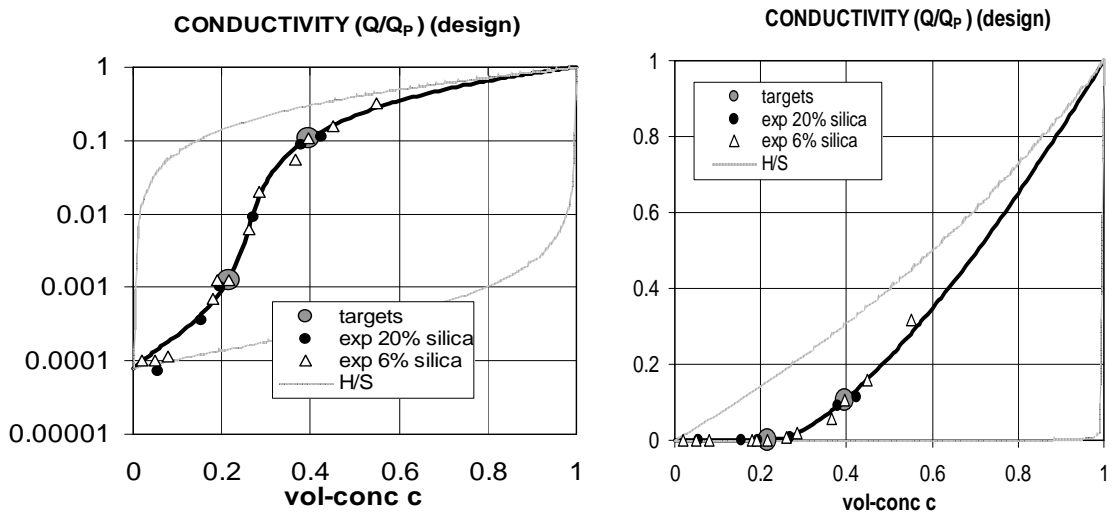 CONDUCTIVITY (Q/QP ) (design)
1
0.1
0.01
0.001
0.0001
0.00001
targets
exp 20% silica
exp 6% silica
H/S
0 0.2 0.4 0.6 0.8 1
vol-conc c
CONDUCTIVITY (Q/QP ) (design)
1
0.8
0.6
0.4
0.2
0
targets
exp 20% silica
exp 6% silica
H/S
0 0.2 0.4 0.6 0.8 1
vol-conc c